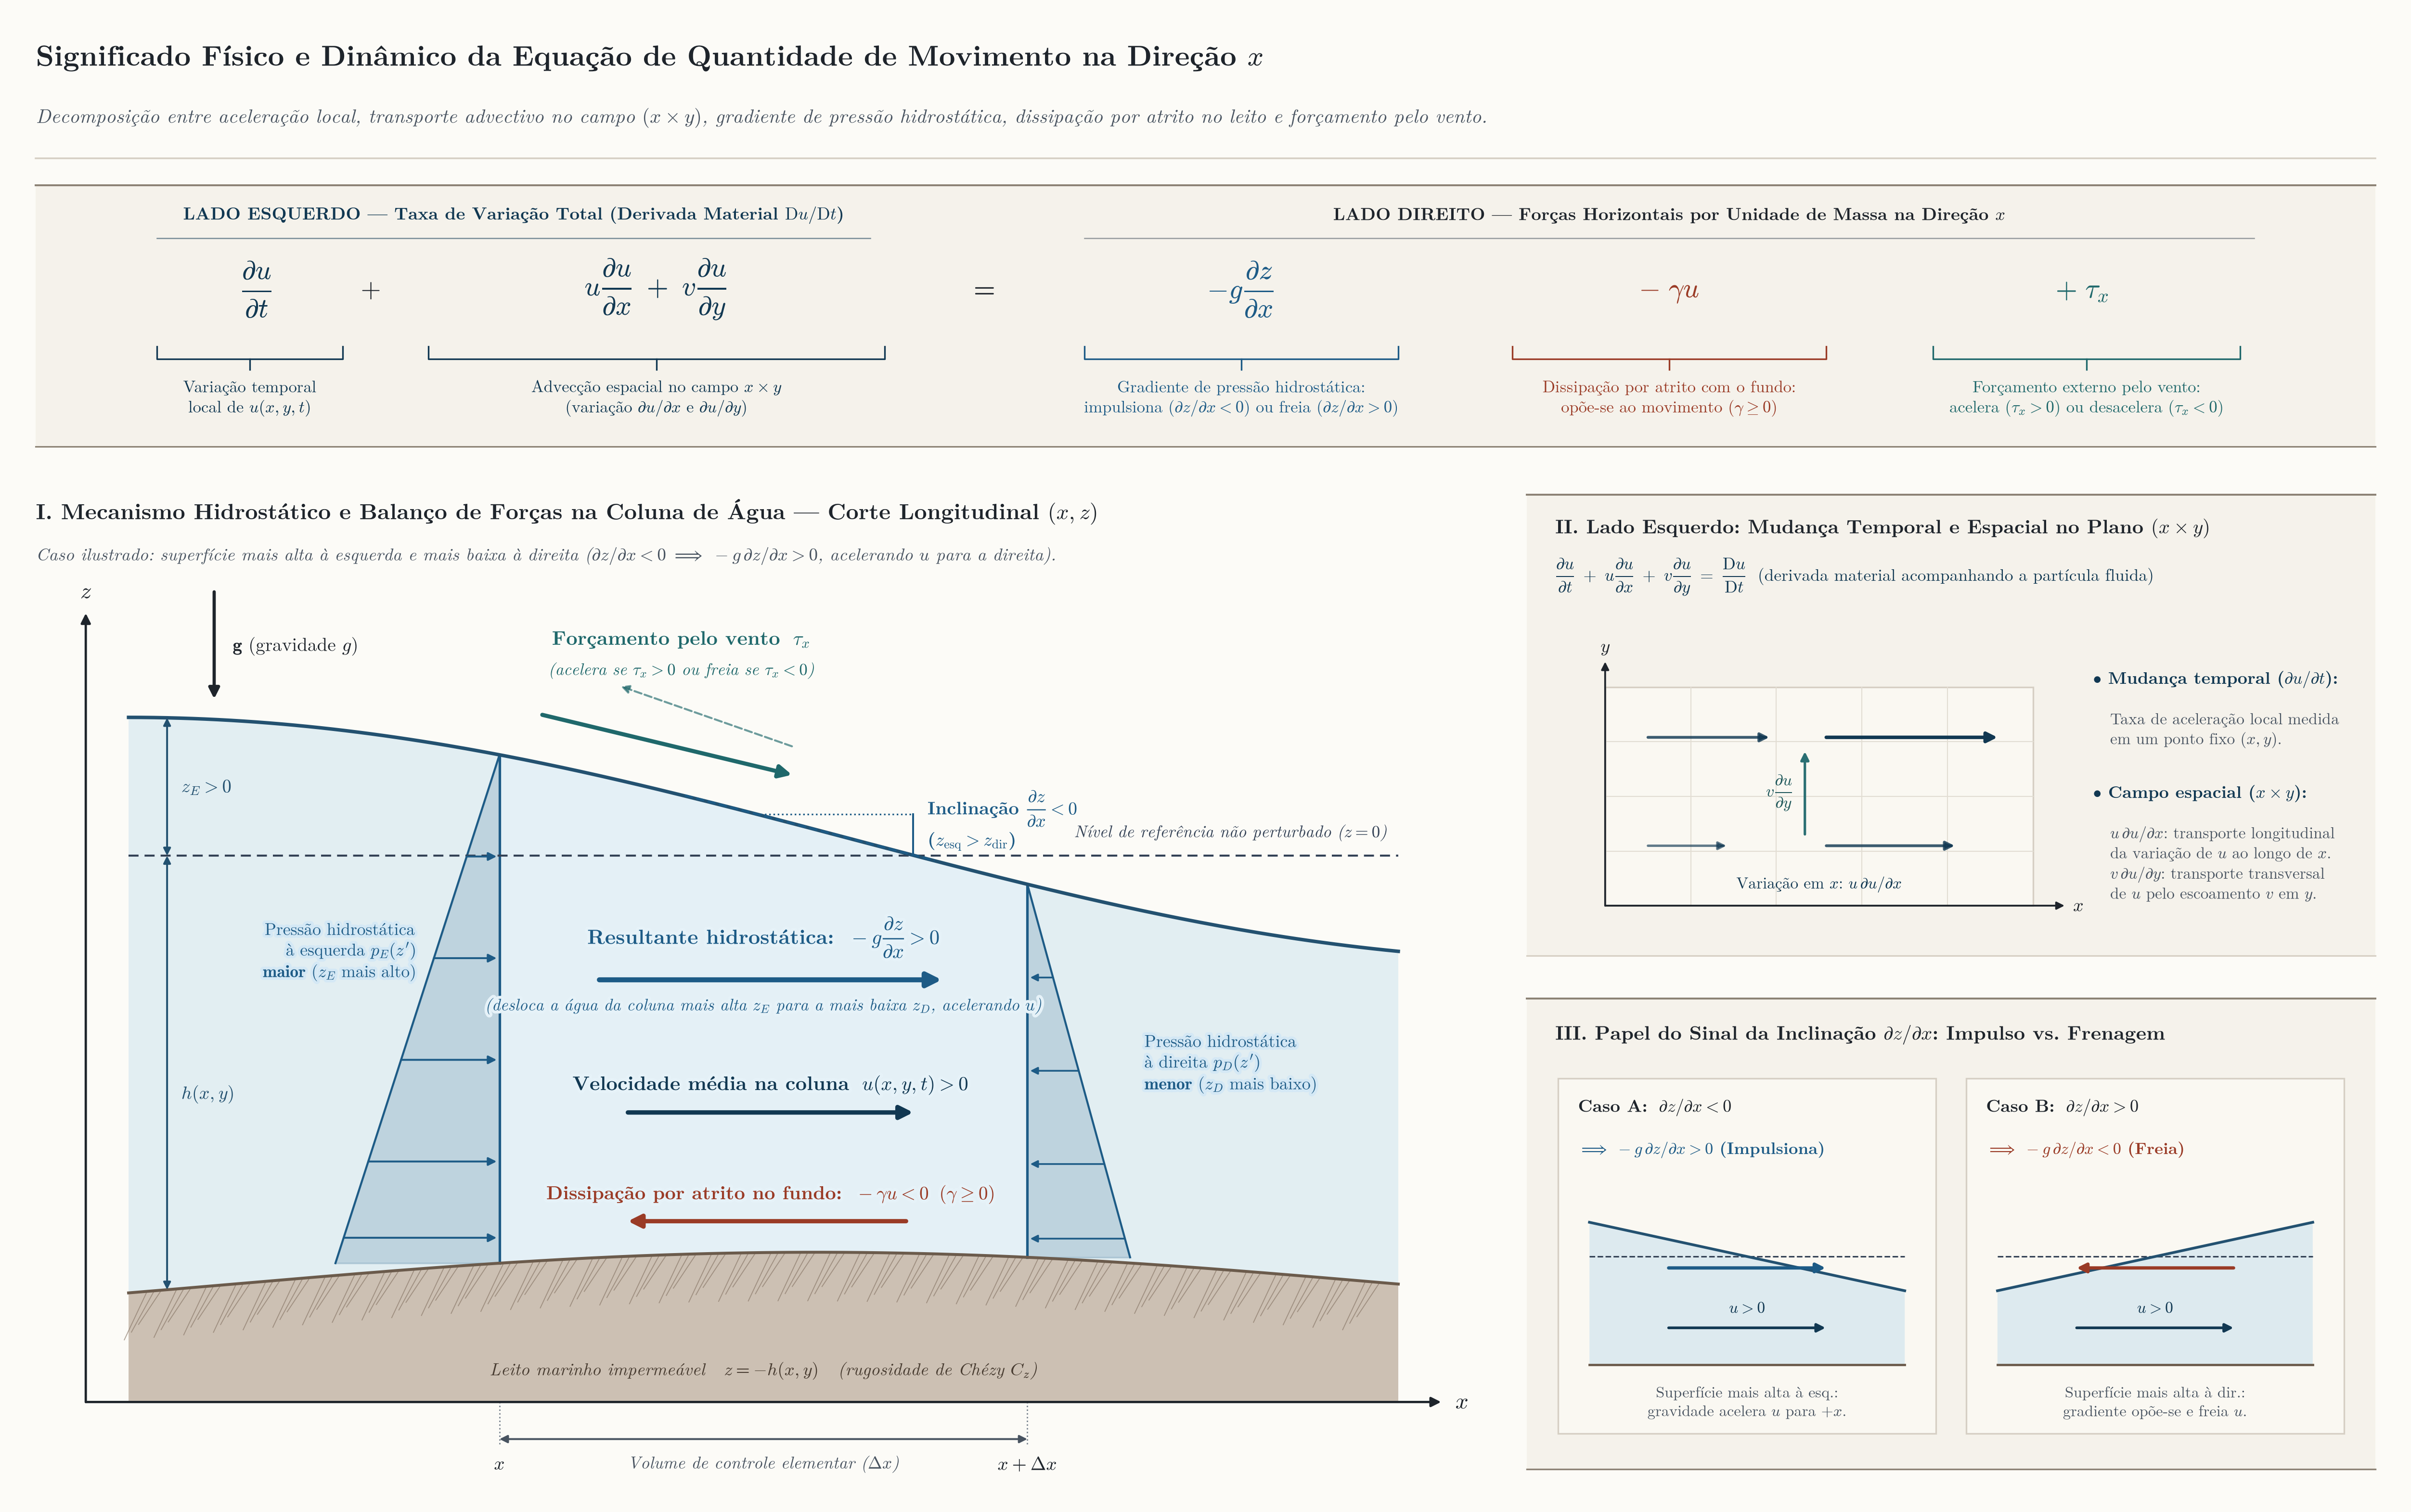 Significado Físico e Dinâmico da Equação de Quantidade de Movimento na Direção x
Decomposição entre aceleração local, transporte advectivo no campo (x × y), gradiente de pressão hidrostática, dissipação por atrito no leito e forçamento pelo vento.
LADO ESQUERDO — Taxa de Variação Total (Derivada Material Du/Dt)
∂u/∂t + u ∂u/∂x + v ∂u/∂y = −g ∂z/∂x − γu + τₓ
Variação temporal
local de u(x, y, t)
Advecção espacial no campo x × y
(variação ∂u/∂x e ∂u/∂y)
LADO DIREITO — Forças Horizontais por Unidade de Massa na Direção x
Gradiente de pressão hidrostática:
impulsiona (∂z/∂x < 0) ou freia (∂z/∂x > 0)
Dissipação por atrito com o fundo:
opõe-se ao movimento (γ ≥ 0)
Forçamento externo pelo vento:
acelera (τₓ > 0) ou desacelera (τₓ < 0)
I. Mecanismo Hidrostático e Balanço de Forças na Coluna de Água — Corte Longitudinal (x, z)
Caso ilustrado: superfície mais alta à esquerda e mais baixa à direita (∂z/∂x < 0 ⟹ − g ∂z/∂x > 0, acelerando u para a direita).
z
g (gravidade g)
Forçamento pelo vento τₓ
(acelera se τₓ > 0 ou freia se τₓ < 0)
z_E > 0
Inclinação ∂z/∂x < 0
(z_esq > z_dir)
Nível de referência não perturbado (z = 0)
Pressão hidrostática
à esquerda p_E(z′)
maior (z_E mais alto)
Resultante hidrostática: − g ∂z/∂x > 0
(desloca a água da coluna mais alta z_E para a mais baixa z_D, acelerando u)
Pressão hidrostática
à direita p_D(z′)
menor (z_D mais baixo)
h(x, y)
Velocidade média na coluna u(x, y, t) > 0
Dissipação por atrito no fundo: − γu < 0 (γ ≥ 0)
Leito marinho impermeável z = −h(x, y) (rugosidade de Chézy C_z)
x
x
Volume de controle elementar (Δx)
x + Δx
II. Lado Esquerdo: Mudança Temporal e Espacial no Plano (x × y)
∂u/∂t + u ∂u/∂x + v ∂u/∂y = Du/Dt (derivada material acompanhando a partícula fluida)
y
v ∂u/∂y
Variação em x: u ∂u/∂x
x
• Mudança temporal (∂u/∂t):
Taxa de aceleração local medida
em um ponto fixo (x, y).
• Campo espacial (x × y):
u ∂u/∂x: transporte longitudinal
da variação de u ao longo de x.
v ∂u/∂y: transporte transversal
de u pelo escoamento v em y.
III. Papel do Sinal da Inclinação ∂z/∂x: Impulso vs. Frenagem
Caso A: ∂z/∂x < 0
⟹ − g ∂z/∂x > 0 (Impulsiona)
u > 0
Superfície mais alta à esq.:
gravidade acelera u para +x.
Caso B: ∂z/∂x > 0
⟹ − g ∂z/∂x < 0 (Freia)
u > 0
Superfície mais alta à dir.:
gradiente opõe-se e freia u.